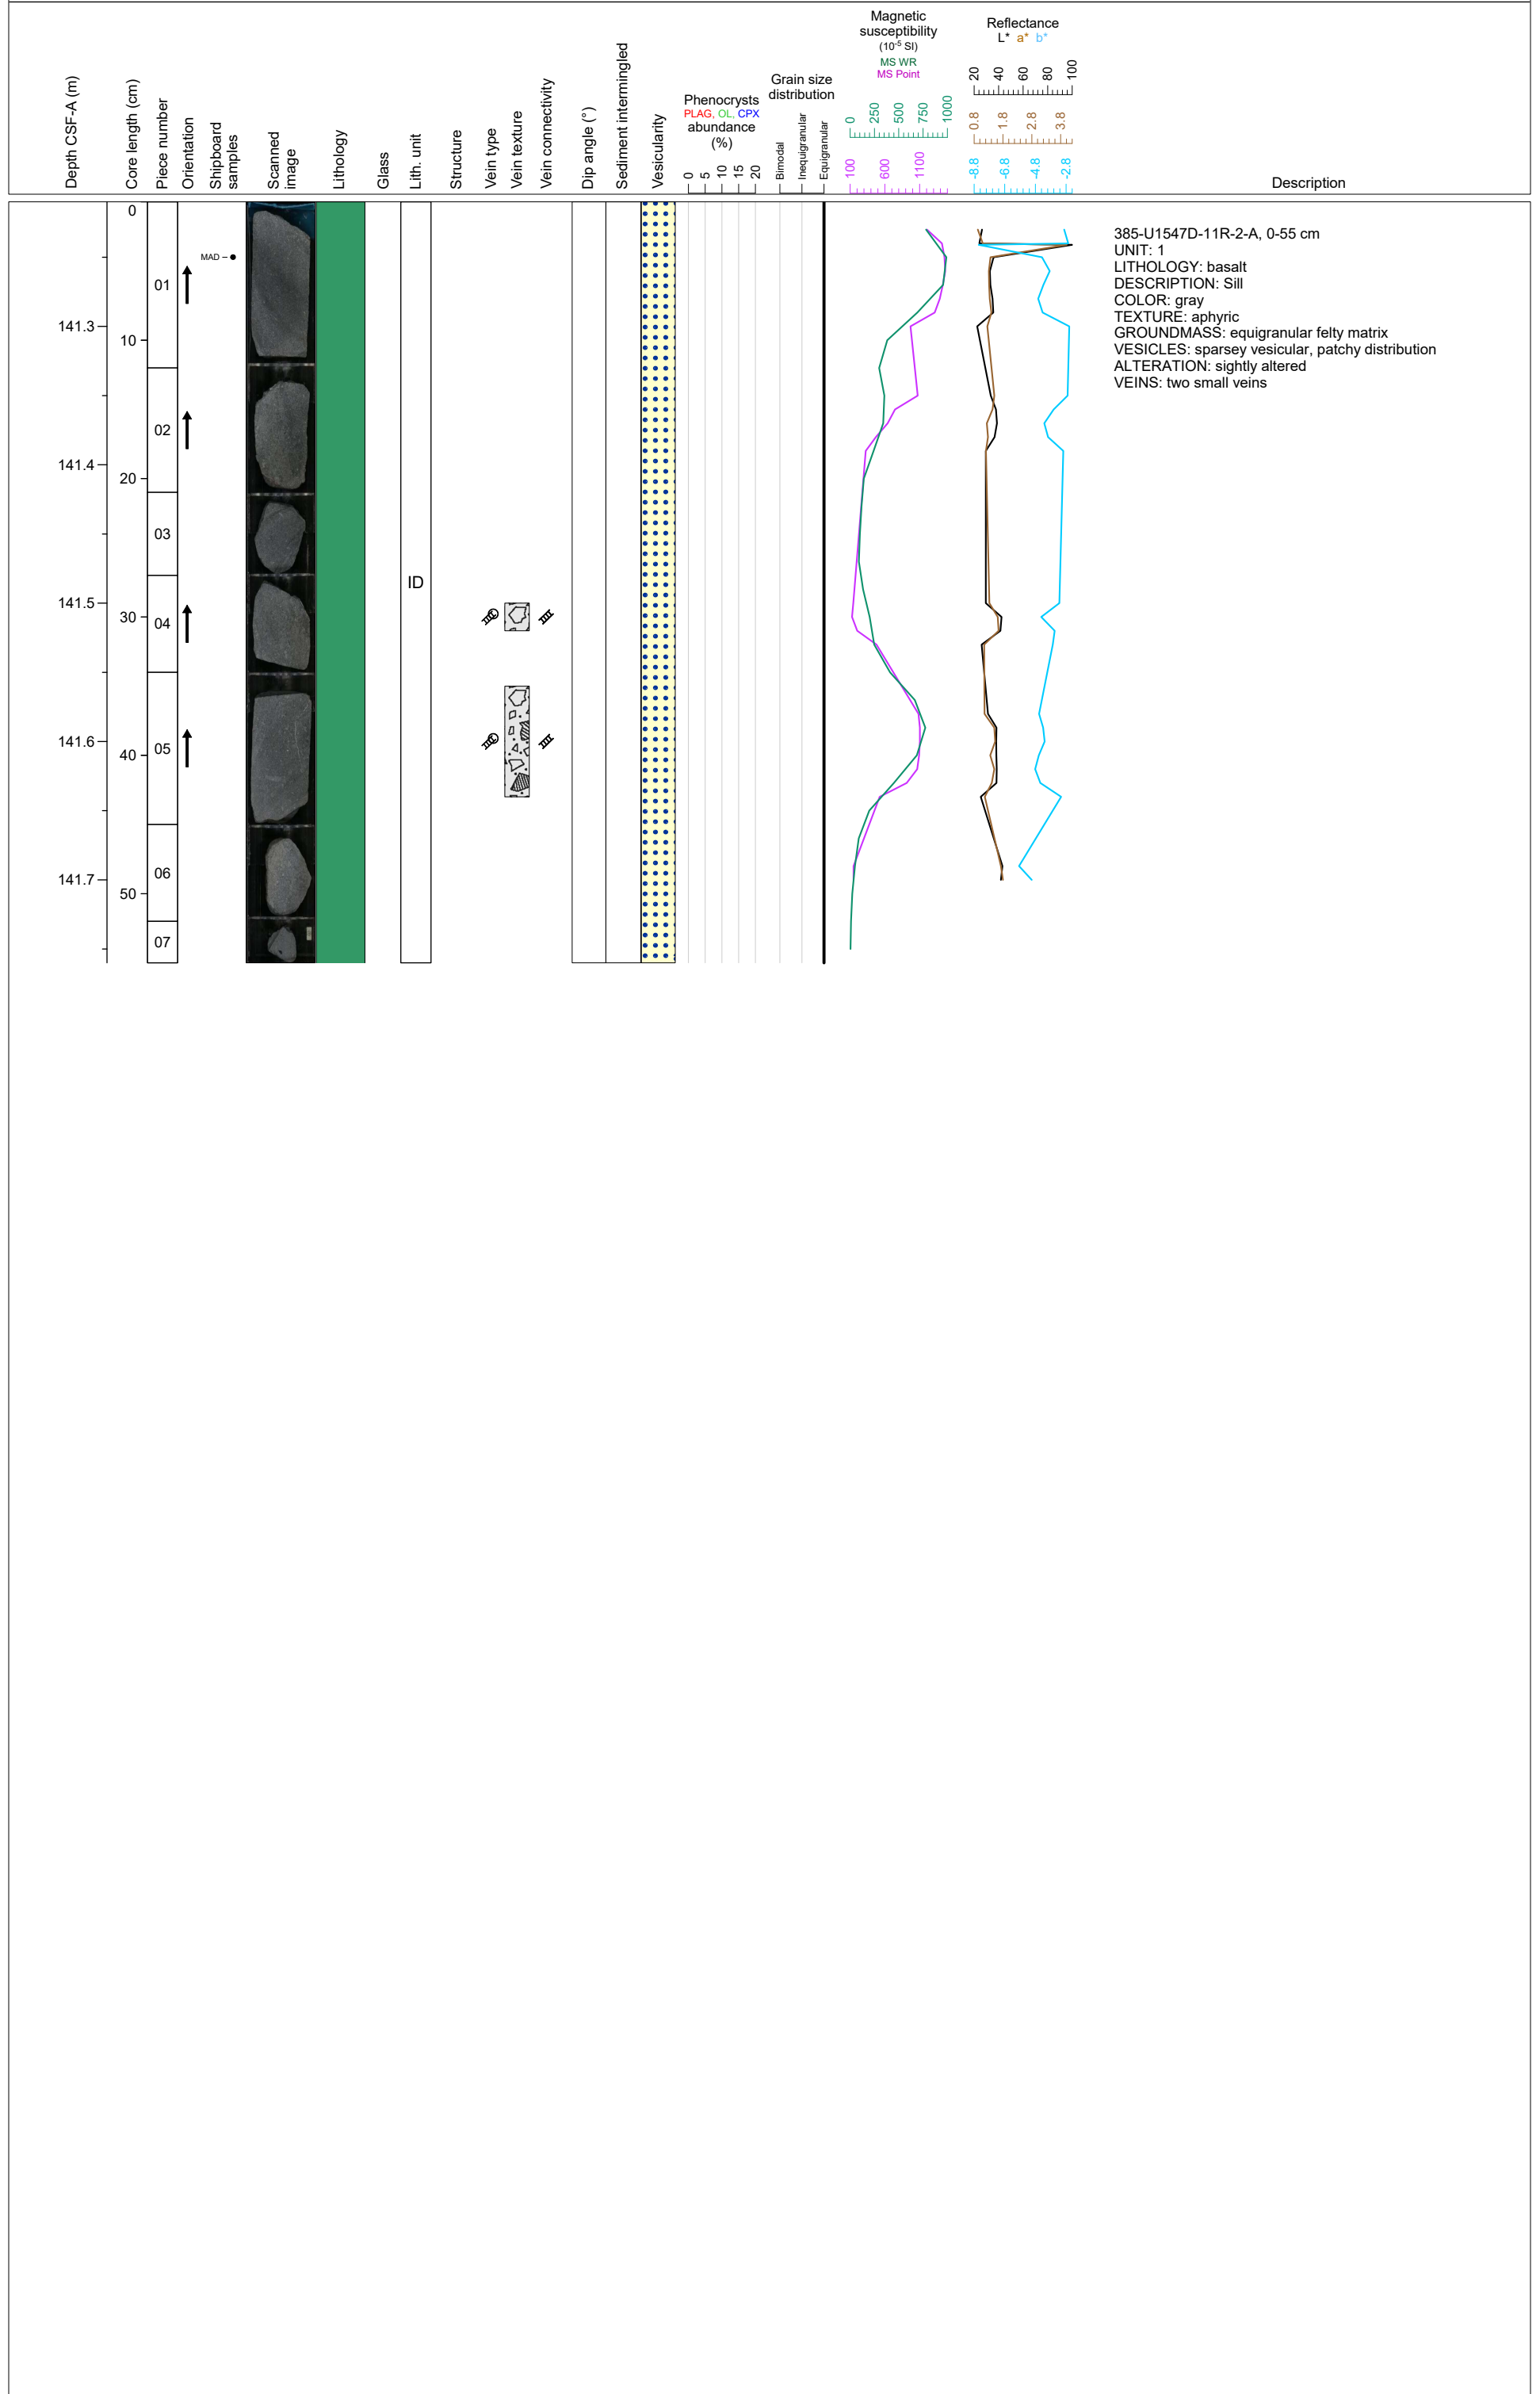 Depth CSF-A (m)
Core length (cm)
Piece number
Orientation
Shipboard
samples
Scanned
image
Lithology
Glass
Lith. unit
Structure
Vein type
Vein texture
Vein connectivity
Dip angle (°)
Sediment intermingled
Vesicularity
Phenocrysts
PLAG, OL, CPX
abundance
(%)
0 5 10 15 20
Grain size
distribution
Bimodal
Inequigranular
Equigranular
Magnetic
susceptibility
(10⁻⁵ SI)
MS WR
MS Point
0 250 500 750 1000
100 600 1100
Reflectance
L* a* b*
20 40 60 80 100
0.8 1.8 2.8 3.8
-8.8 -6.8 -4.8 -2.8
Description
0
MAD
01
141.3
10
02
141.4
20
03
ID
141.5
30
04
141.6
40
05
06
141.7
50
07
385-U1547D-11R-2-A, 0-55 cm
UNIT: 1
LITHOLOGY: basalt
DESCRIPTION: Sill
COLOR: gray
TEXTURE: aphyric
GROUNDMASS: equigranular felty matrix
VESICLES: sparsey vesicular, patchy distribution
ALTERATION: sightly altered
VEINS: two small veins